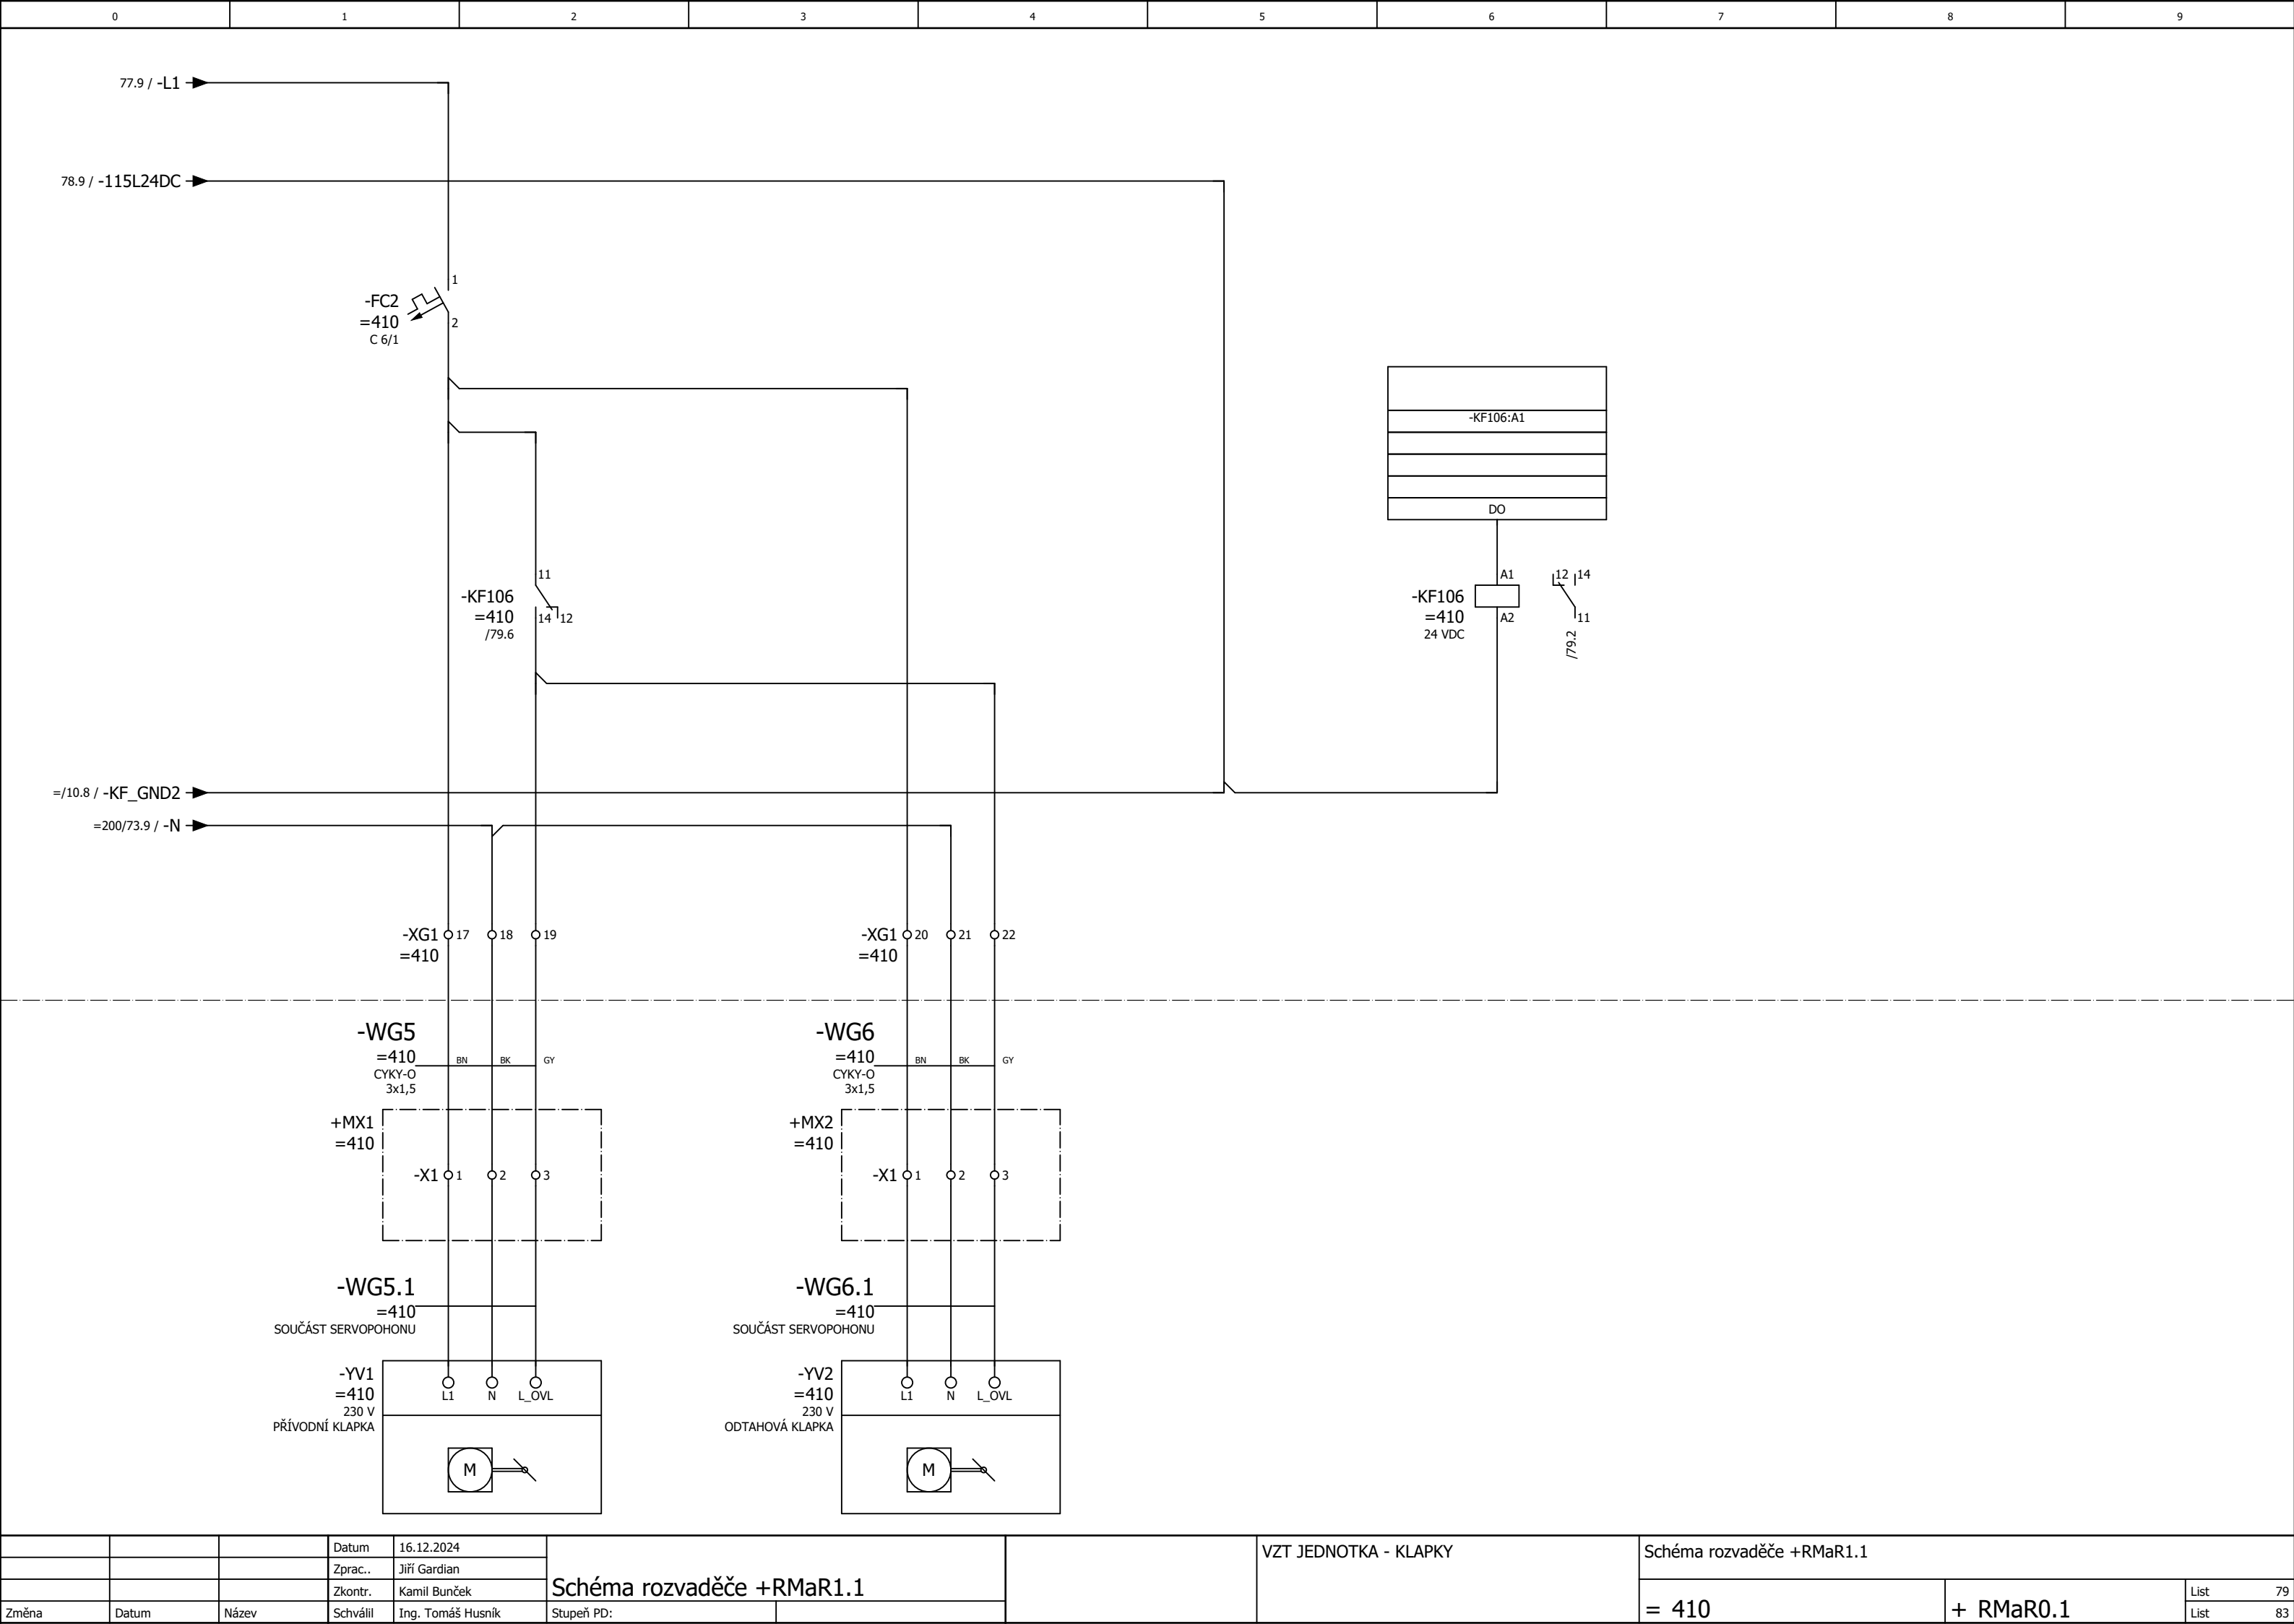 0 1 2 3 4 5 6 7 8 9
77.9 / -L1
78.9 / -115L24DC
1
-FC2
=410
C 6/1
2
-KF106:A1
DO
11
-KF106
=410
/79.6
14 12
A1
-KF106
=410
24 VDC
A2
12 14
11
/79.2
=/10.8 / -KF_GND2
=200/73.9 / -N
-XG1 17 18 19
=410
-XG1 20 21 22
=410
-WG5
=410
CYKY-O
3x1,5
BN BK GY
-WG6
=410
CYKY-O
3x1,5
BN BK GY
+MX1
=410
-X1 1 2 3
+MX2
=410
-X1 1 2 3
-WG5.1
=410
SOUČÁST SERVOPOHONU
-WG6.1
=410
SOUČÁST SERVOPOHONU
-YV1
=410
230 V
PŘÍVODNÍ KLAPKA
L1 N L_OVL
M
-YV2
=410
230 V
ODTAHOVÁ KLAPKA
L1 N L_OVL
M
Datum 16.12.2024
Zprac.. Jiří Gardian
Zkontr. Kamil Bunček
Změna Datum Název Schválil Ing. Tomáš Husník
Schéma rozvaděče +RMaR1.1
Stupeň PD:
VZT JEDNOTKA - KLAPKY
Schéma rozvaděče +RMaR1.1
= 410
+ RMaR0.1
List 79
List 83